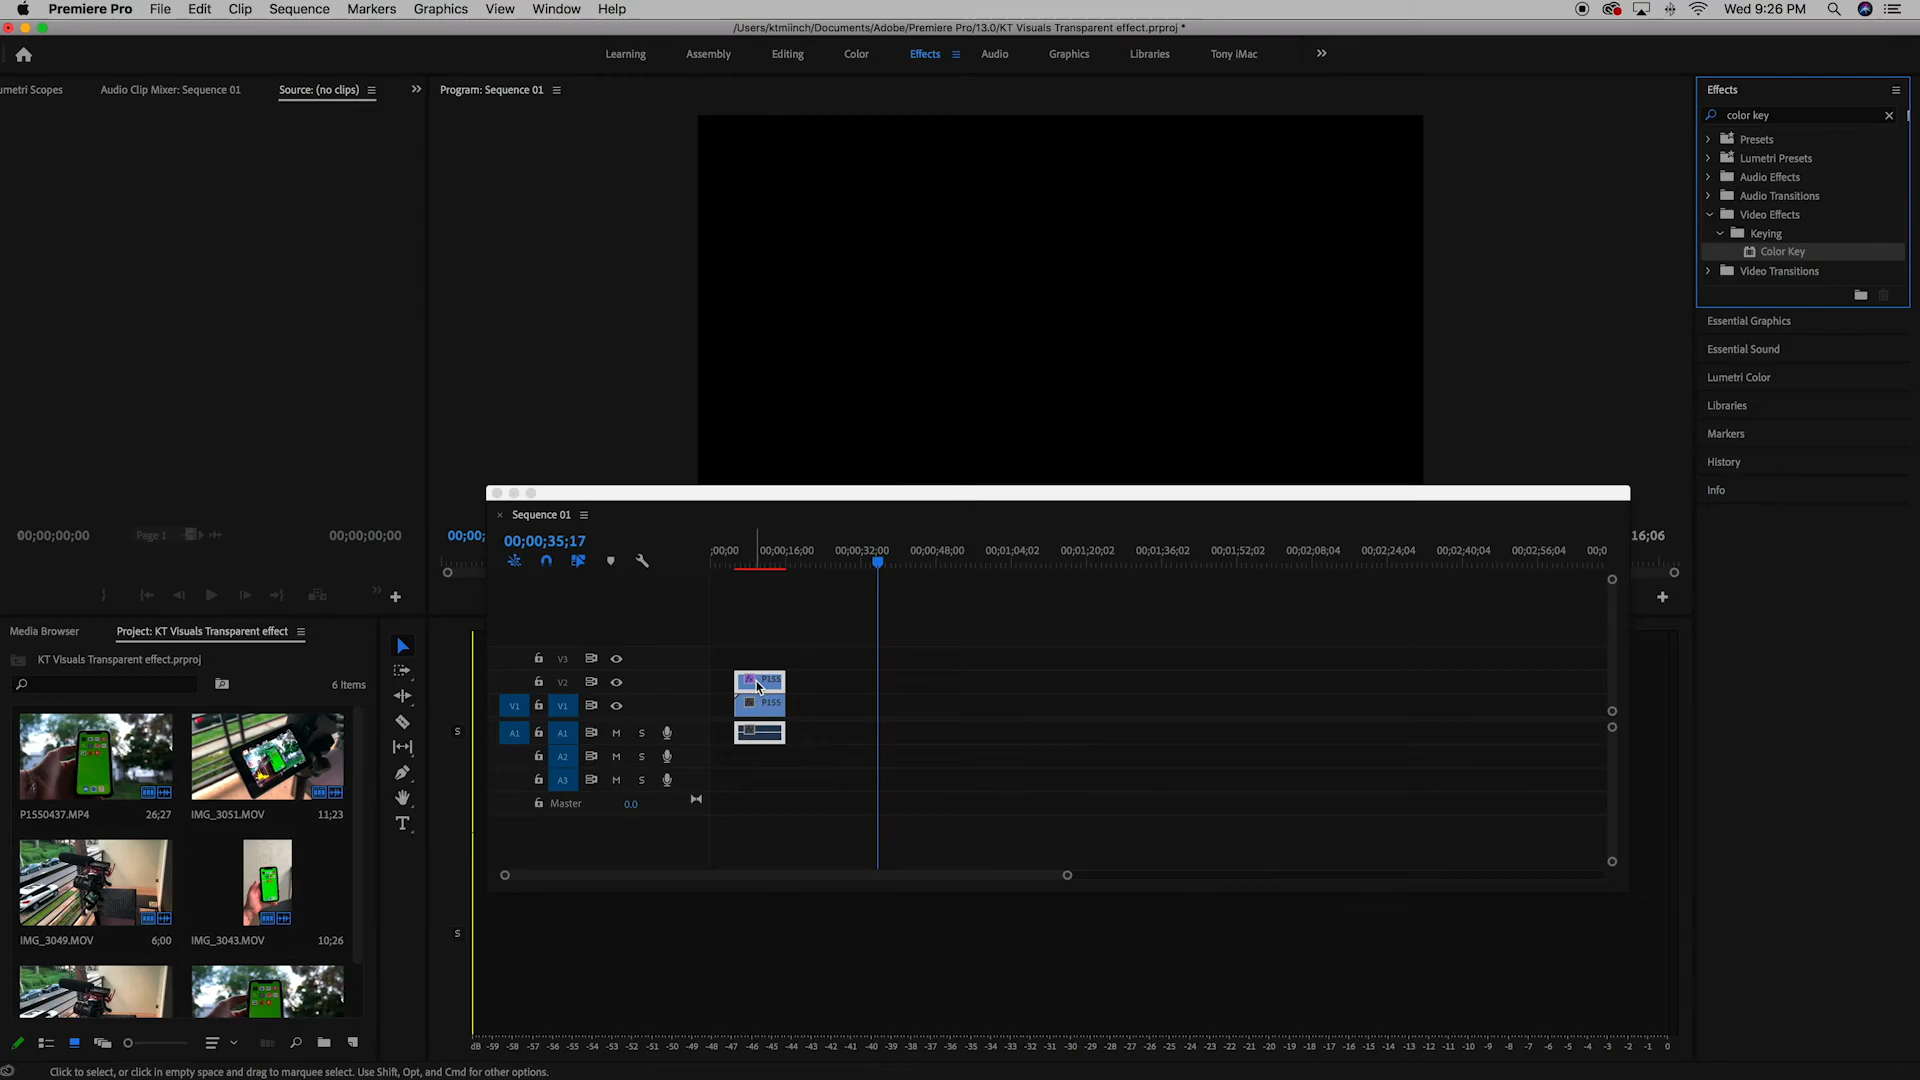 Premiere Pro File Edit Clip Sequence Markers Graphics View Window Help Wed 9:26 PM
/Users/ktmiinch/Documents/Adobe/Premiere Pro/13.0/KT Visuals Transparent effect.prproj *
Learning Assembly Editing Color Effects Audio Graphics Libraries Tony iMac
umetri Scopes Audio Clip Mixer: Sequence 01 Source: (no clips) Program: Sequence 01
Effects
color key
Presets
Lumetri Presets
Audio Effects
Audio Transitions
Video Effects
Keying
Color Key
Video Transitions
Essential Graphics
Essential Sound
Lumetri Color
Libraries
Markers
History
Info
00;00;00;00 Page 1 00;00;00;00 00;00; 16;06
Sequence 01
00;00;35;17
;00;00 00;00;16;00 00;00;32;00 00;00;48;00 00;01;04;02 00;01;20;02 00;01;36;02 00;01;52;02 00;02;08;04 00;02;24;04 00;02;40;04 00;02;56;04 00;0
V3
V2 fx P155
V1 V1 fx P155
S A1 A1 M S
A2 M S
A3 M S
Master 0.0
S
Media Browser Project: KT Visuals Transparent effect
KT Visuals Transparent effect.prproj
6 Items
P1550437.MP4 26;27 IMG_3051.MOV 11;23
IMG_3049.MOV 6;00 IMG_3043.MOV 10;26
dB -59 -58 -57 -56 -55 -54 -53 -52 -51 -50 -49 -48 -47 -46 -45 -44 -43 -42 -41 -40 -39 -38 -37 -36 -35 -34 -33 -32 -31 -30 -29 -28 -27 -26 -25 -24 -23 -22 -21 -20 -19 -18 -17 -16 -15 -14 -13 -12 -11 -10 -9 -8 -7 -6 -5 -4 -3 -2 -1 0
Click to select, or click in empty space and drag to marquee select. Use Shift, Opt, and Cmd for other options.